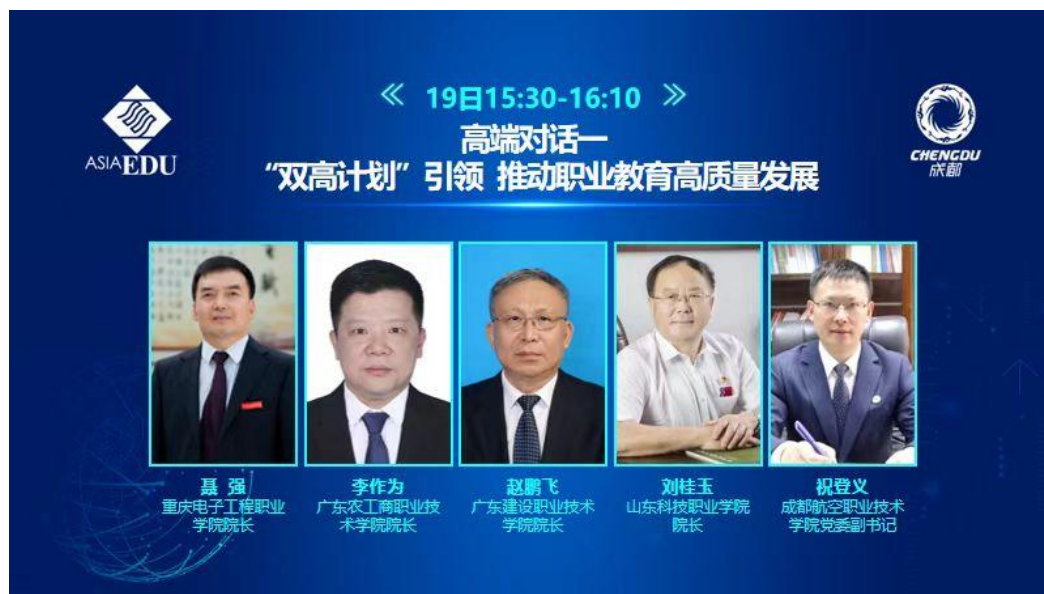 19日15:30-16:10
高端对话一
“双高计划”引领 推动职业教育高质量发展
ASIAEDU
CHENGDU
成都
聂 强
重庆电子工程职业
学院院长
李作为
广东农工商职业技
术学院院长
赵鹏飞
广东建设职业技术
学院院长
刘桂玉
山东科技职业学院
院长
祝登义
成都航空职业技术
学院党委副书记